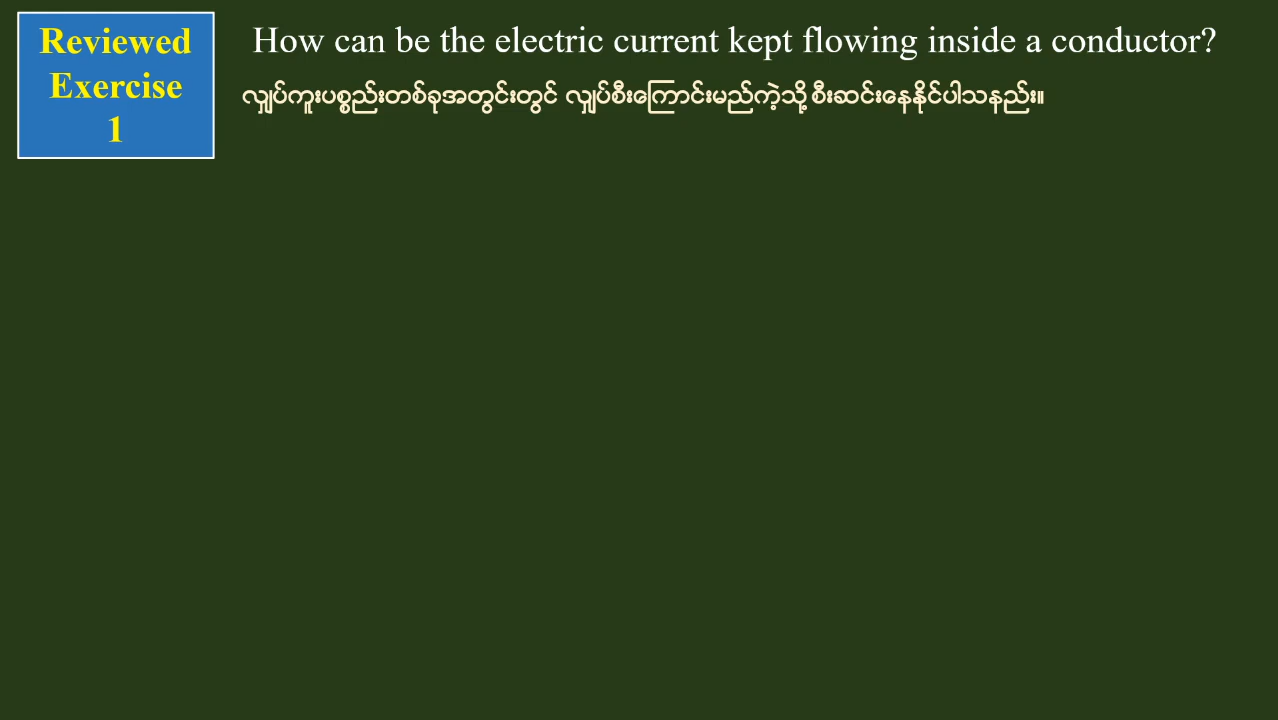 Reviewed
Exercise
1
How can be the electric current kept flowing inside a conductor?
လျှပ်ကူးပစ္စည်းတစ်ခုအတွင်းတွင် လျှပ်စီးကြောင်းမည်ကဲ့သို့ စီးဆင်းနေနိုင်ပါသနည်း။